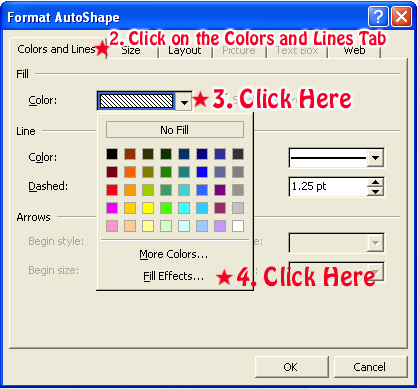 Format AutoShape
2. Click on the Colors and Lines Tab
Colors and Lines Size Layout Picture Text Box Web
Fill
Color: 3. Click Here
No Fill
Line
Color:
Dashed: 1.25 pt
Arrows
Begin style:
Begin size:
More Colors...
Fill Effects... 4. Click Here
OK Cancel